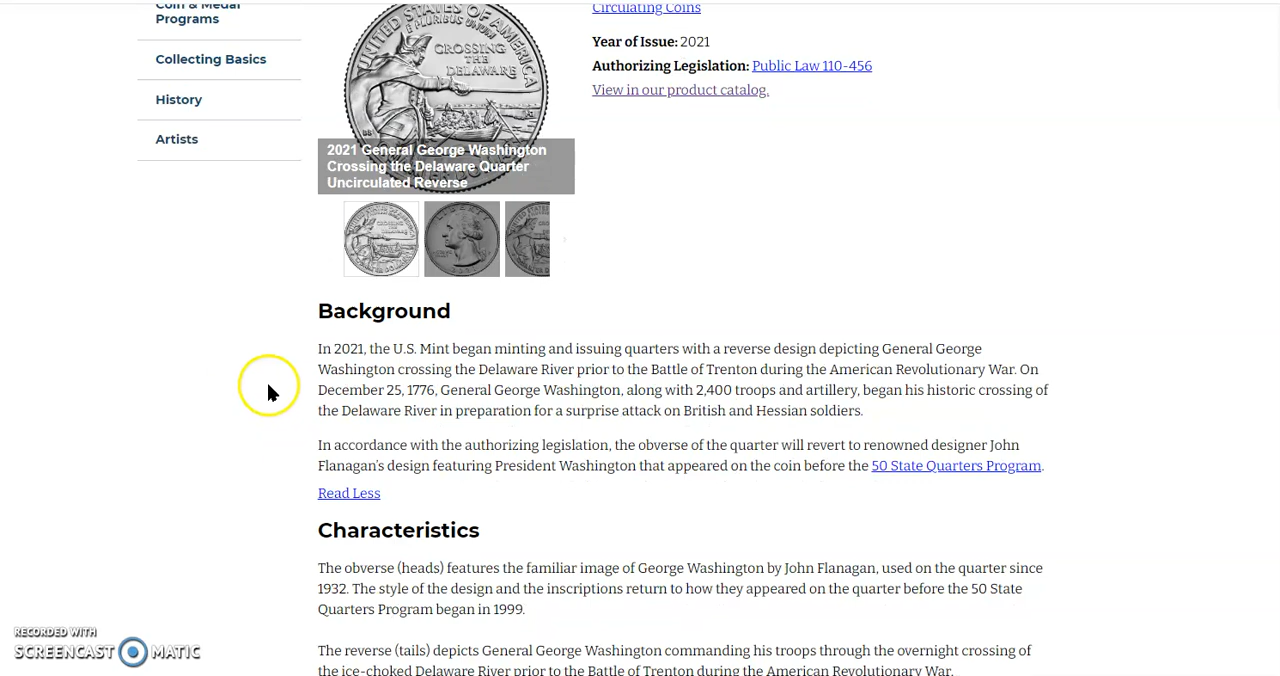 Coin & Medal
Programs
Collecting Basics
History
Artists
UNITED STATES OF AMERICA
E PLURIBUS UNUM
CROSSING
THE
DELAWARE
2021 General George Washington
Crossing the Delaware Quarter
Uncirculated Reverse
Circulating Coins
Year of Issue: 2021
Authorizing Legislation: Public Law 110-456
View in our product catalog.
LIBERTY
Background
In 2021, the U.S. Mint began minting and issuing quarters with a reverse design depicting General George
Washington crossing the Delaware River prior to the Battle of Trenton during the American Revolutionary War. On
December 25, 1776, General George Washington, along with 2,400 troops and artillery, began his historic crossing of
the Delaware River in preparation for a surprise attack on British and Hessian soldiers.
In accordance with the authorizing legislation, the obverse of the quarter will revert to renowned designer John
Flanagan's design featuring President Washington that appeared on the coin before the 50 State Quarters Program.
Read Less
Characteristics
The obverse (heads) features the familiar image of George Washington by John Flanagan, used on the quarter since
1932. The style of the design and the inscriptions return to how they appeared on the quarter before the 50 State
Quarters Program began in 1999.
The reverse (tails) depicts General George Washington commanding his troops through the overnight crossing of
the ice-choked Delaware River prior to the Battle of Trenton during the American Revolutionary War.
RECORDED WITH
SCREENCAST MATIC